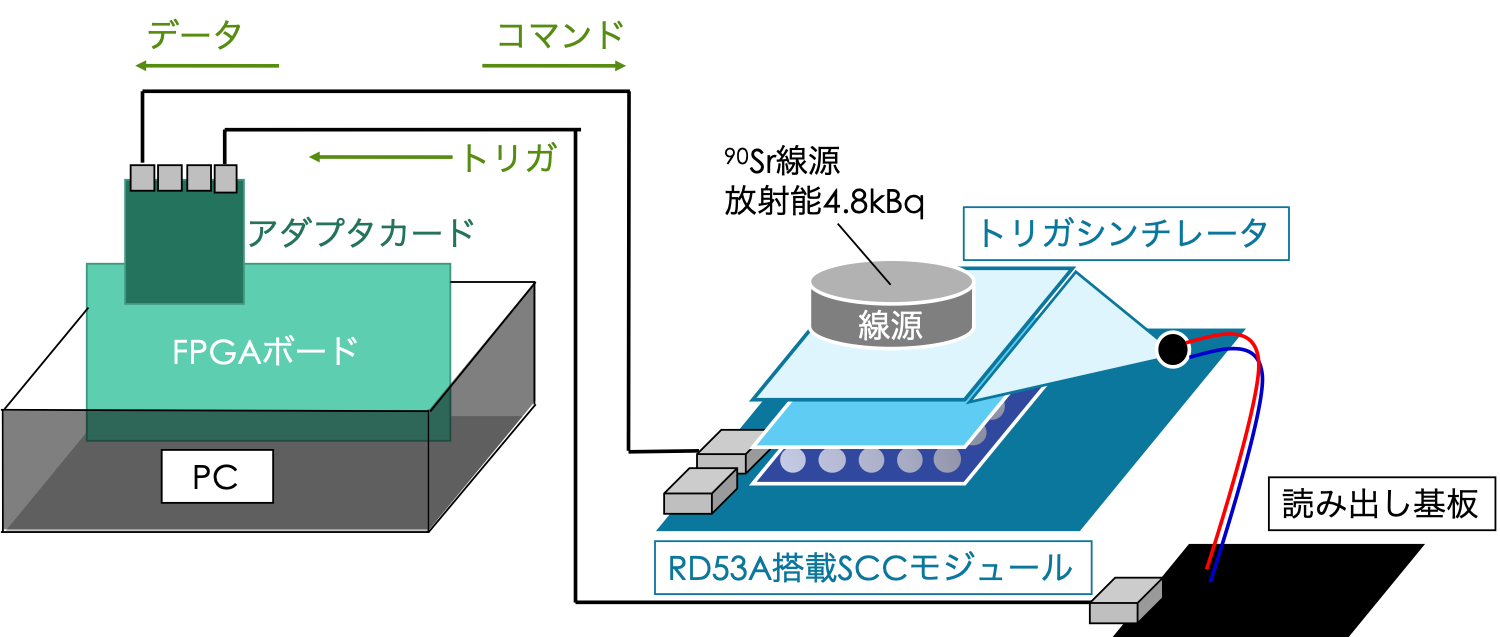 データ
コマンド
トリガ
⁹⁰Sr線源
放射能4.8kBq
トリガシンチレータ
アダプタカード
線源
FPGAボード
PC
読み出し基板
RD53A搭載SCCモジュール